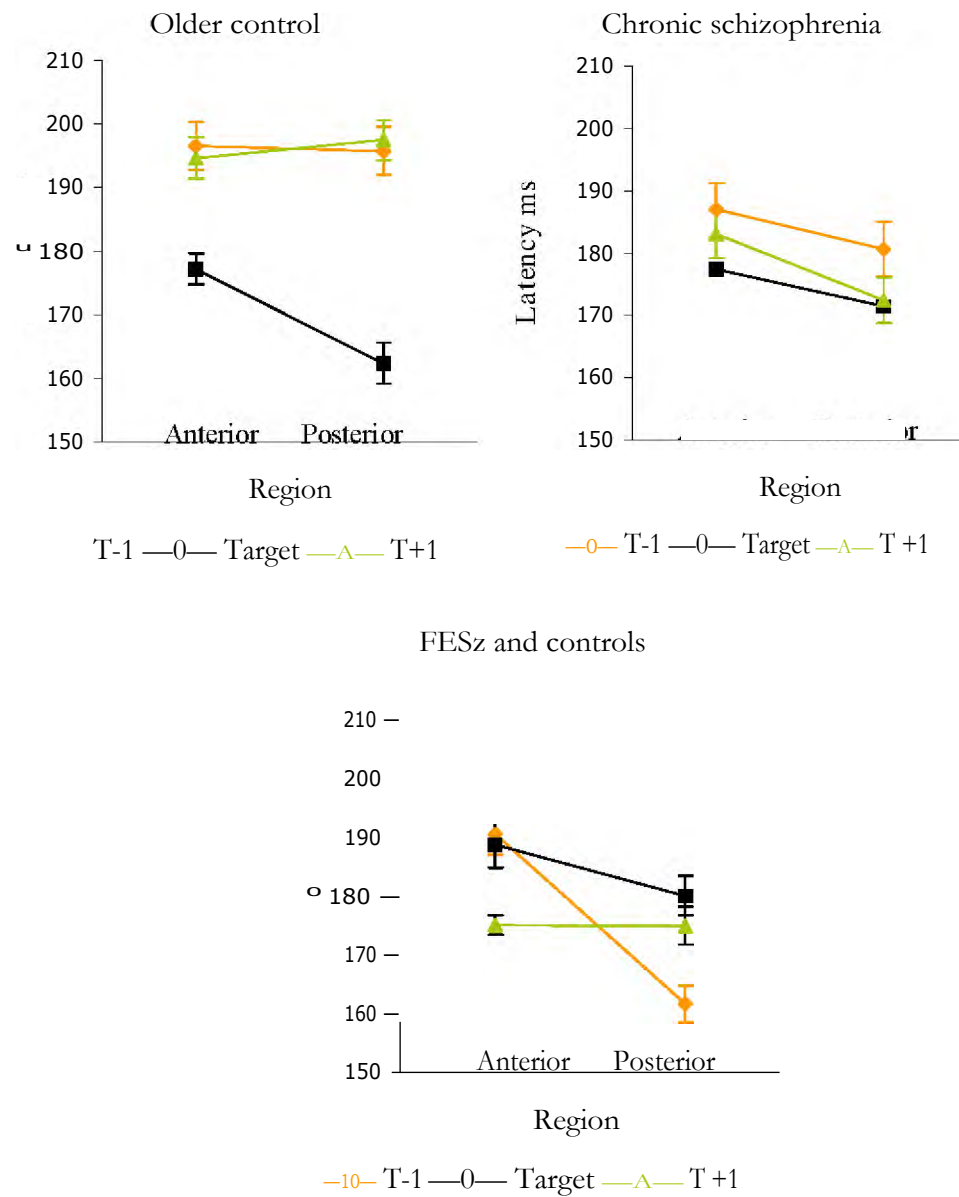 Older control
210
200
190
180
170
160
150
Anterior Posterior
Region
T-1 —0— Target —A— T+1
Chronic schizophrenia
210
200
190
180
170
160
150
Latency ms
Region
—0— T-1 —0— Target —A— T +1
FESz and controls
210 —
200
190
180 —
170
160 —
150
Anterior Posterior
Region
—10— T-1 —0— Target —A— T +1